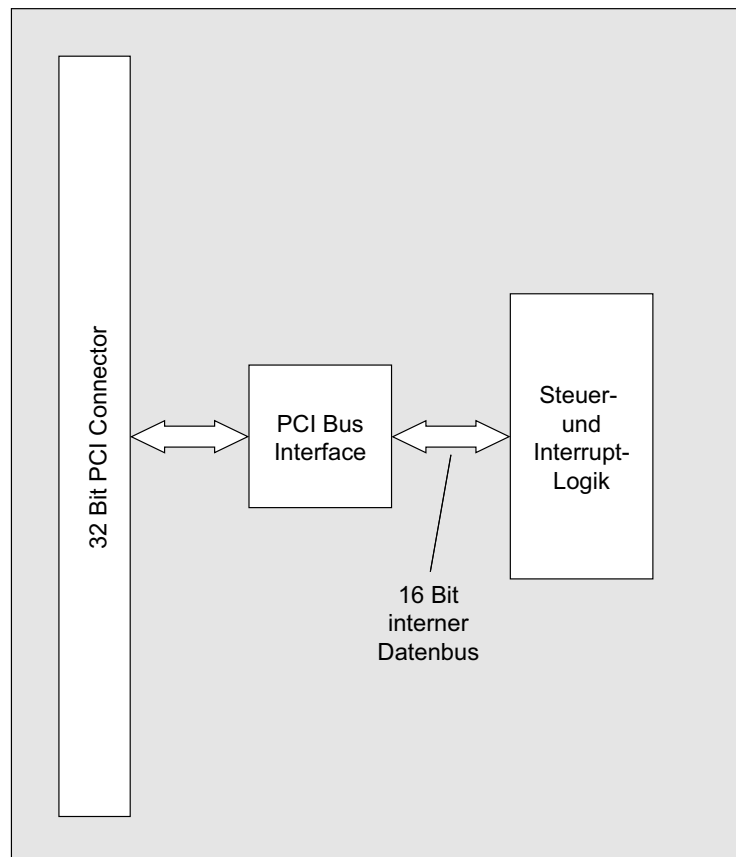 32 Bit PCI Connector
PCI Bus
Interface
Steuer-
und
Interrupt-
Logik
16 Bit
interner
Datenbus